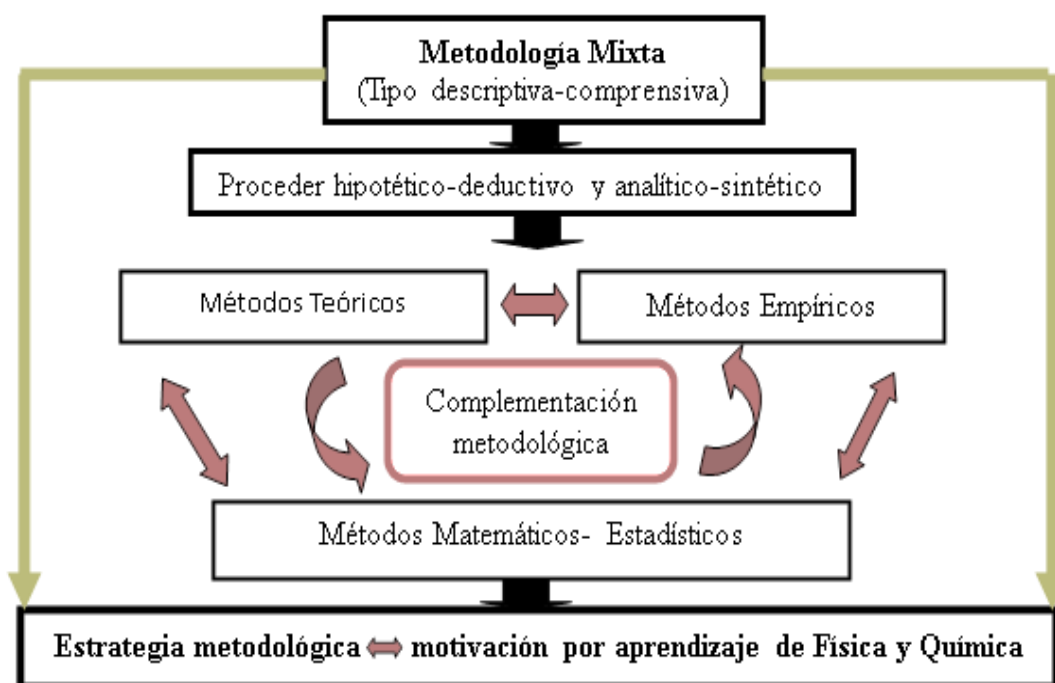 Metodología Mixta
(Tipo descriptiva-comprensiva)
Proceder hipotético-deductivo y analítico-sintético
Métodos Teóricos
Métodos Empíricos
Complementación
metodológica
Métodos Matemáticos- Estadísticos
Estrategia metodológica motivación por aprendizaje de Física y Química